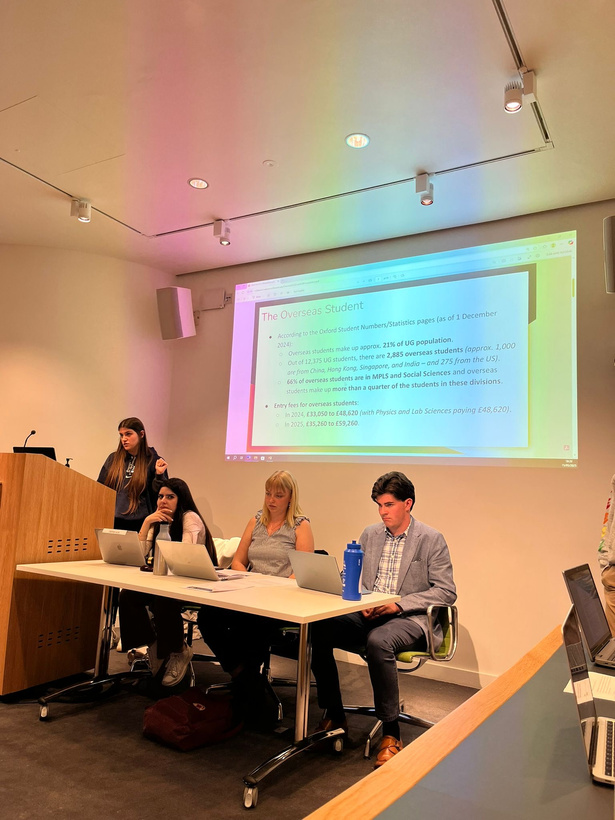 The Overseas Student:
According to the Oxford Student Numbers/Statistics pages (as of 1 December
2024):
Overseas students make up approx. 21% of UG population.
Out of 12,375 UG students, there are 2,885 overseas students (approx. 1,000
are from China, Hong Kong, Singapore, and India – and 275 from the US).
66% of overseas students are in MPLS and Social Sciences and overseas
students make up more than a quarter of the students in these divisions.
Entry fees for overseas students:
In 2024, £33,050 to £48,620 (with Physics and Lab Sciences paying £48,620).
In 2025, £35,260 to £59,260.